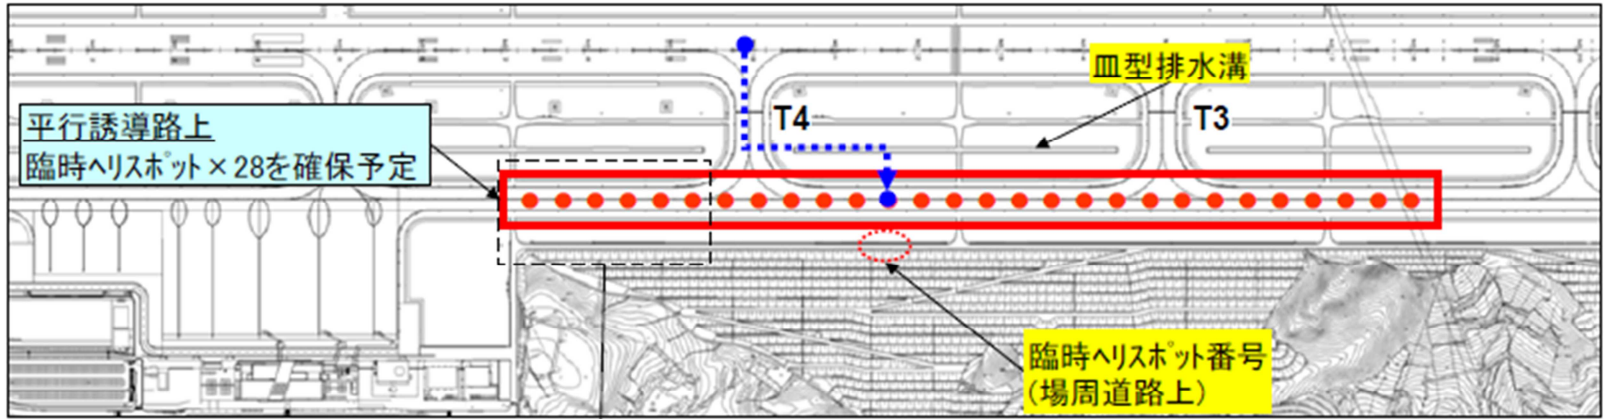 皿型排水溝
平行誘導路上
臨時ヘリスポット×28を確保予定
T4
T3
臨時ヘリスポット番号
(場周道路上)